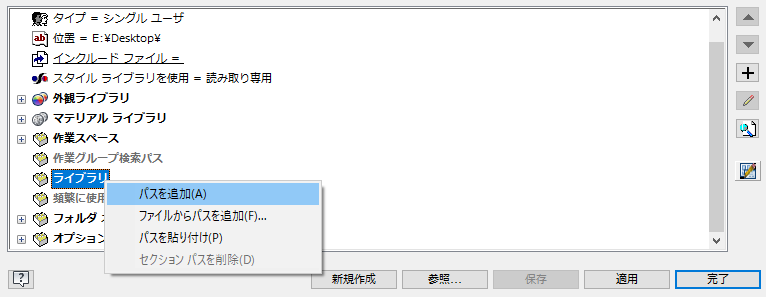 タイプ = シングル ユーザ
位置 = E:¥Desktop¥
インクルード ファイル =
スタイル ライブラリを使用 = 読み取り専用
外観ライブラリ
マテリアル ライブラリ
作業スペース
作業グループ検索パス
ライブラリ
頻繁に使用
フォルダ
オプション
パスを追加(A)
ファイルからパスを追加(F)...
パスを貼り付け(P)
セクション パスを削除(D)
新規作成
参照...
保存
適用
完了